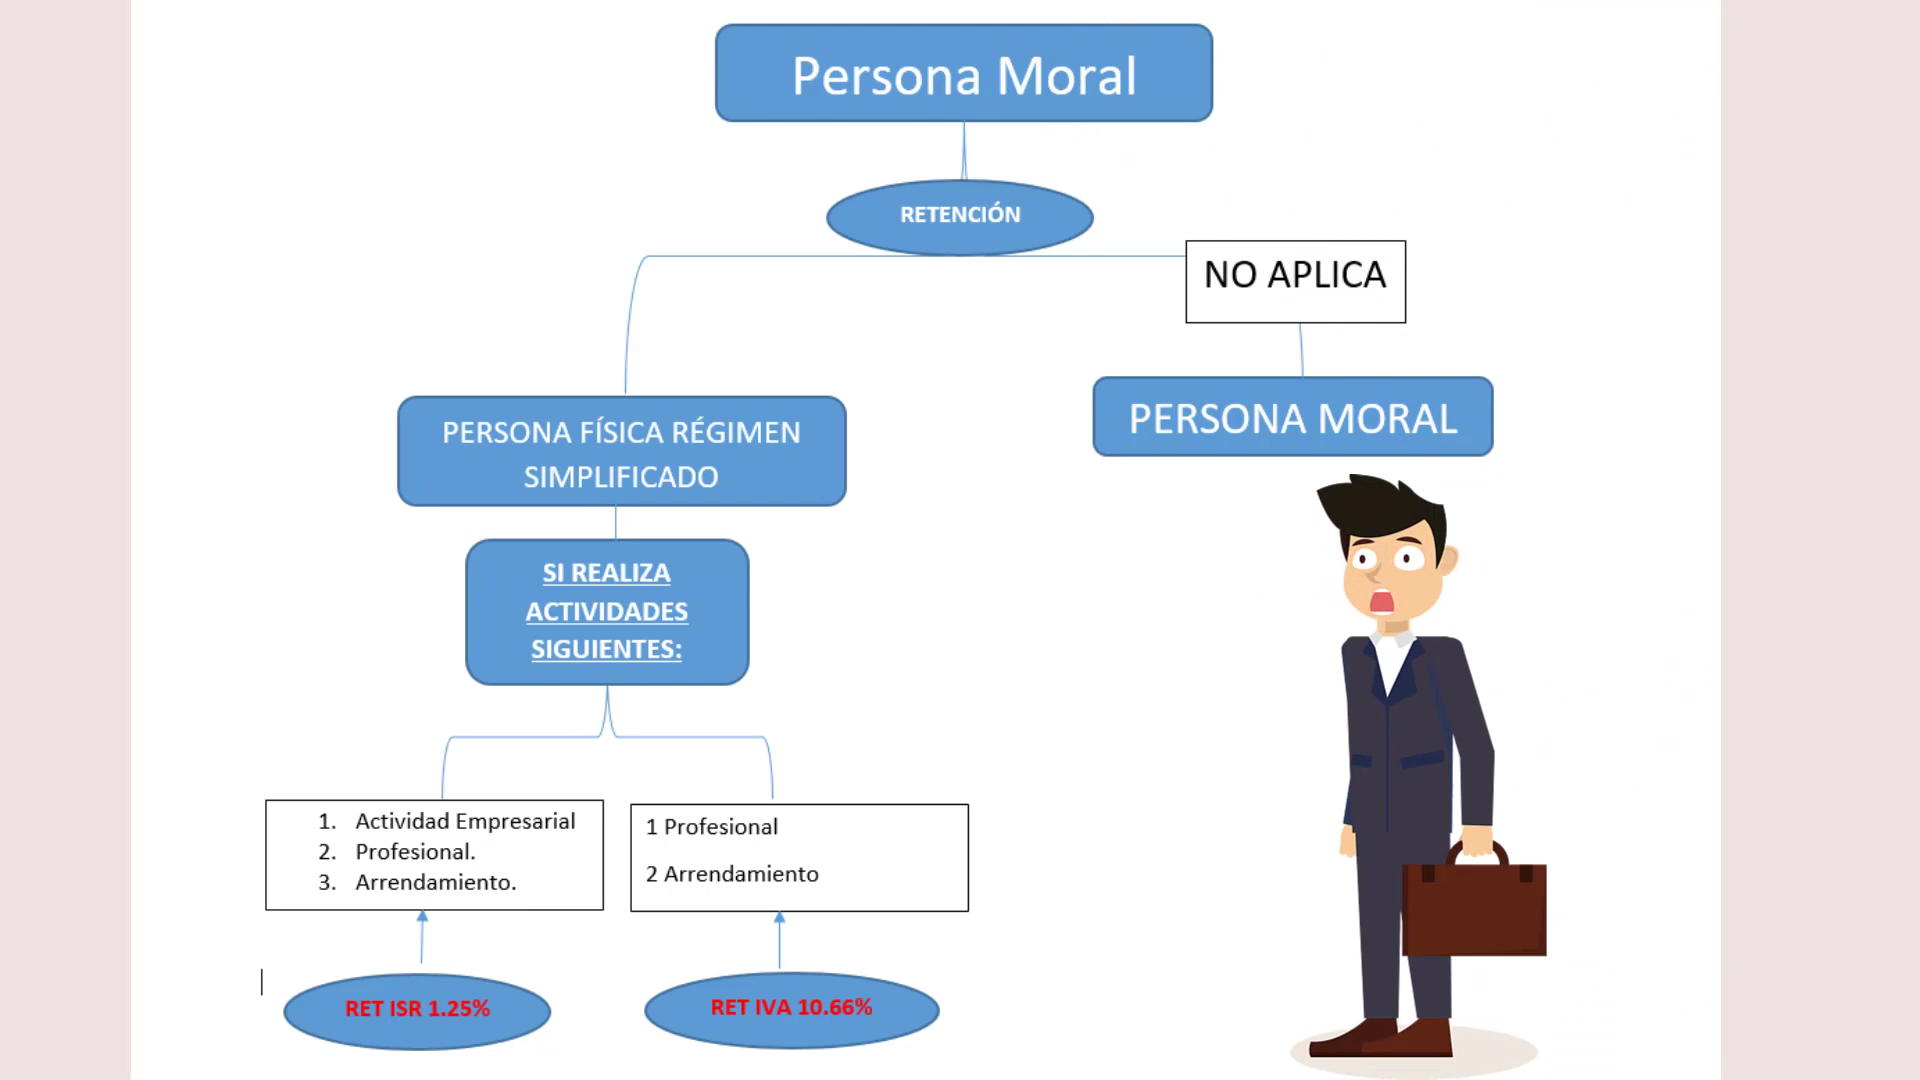 Persona Moral
RETENCIÓN
NO APLICA
PERSONA MORAL
PERSONA FÍSICA RÉGIMEN
SIMPLIFICADO
SI REALIZA
ACTIVIDADES
SIGUIENTES:
1. Actividad Empresarial
2. Profesional.
3. Arrendamiento.
1 Profesional
2 Arrendamiento
RET ISR 1.25%
RET IVA 10.66%